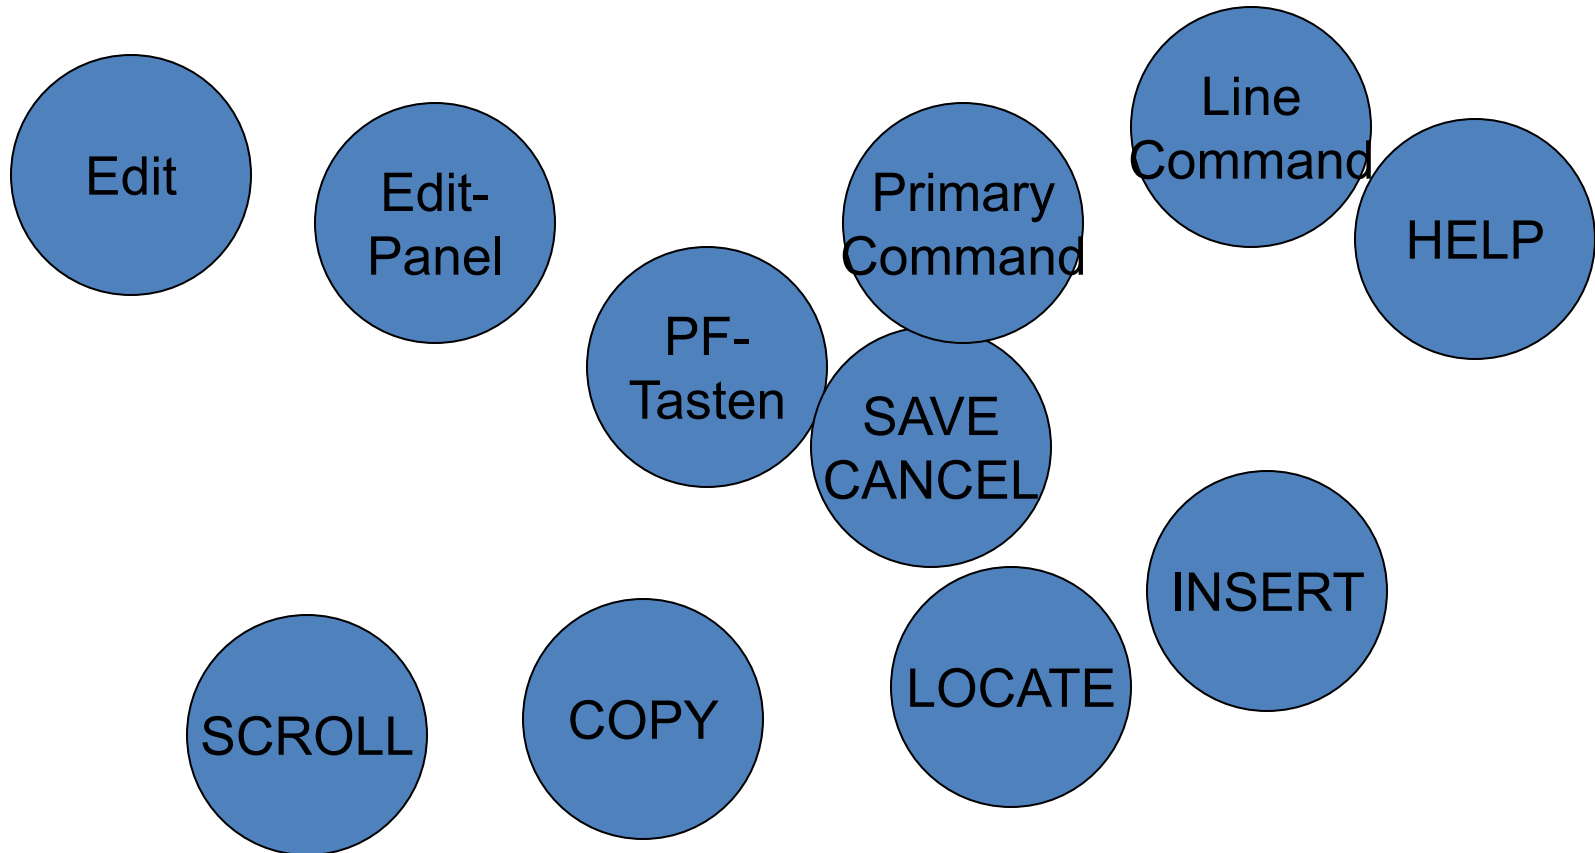 Edit
Edit-
Panel
PF-
Tasten
Primary
Command
Line
Command
HELP
SAVE
CANCEL
INSERT
LOCATE
COPY
SCROLL